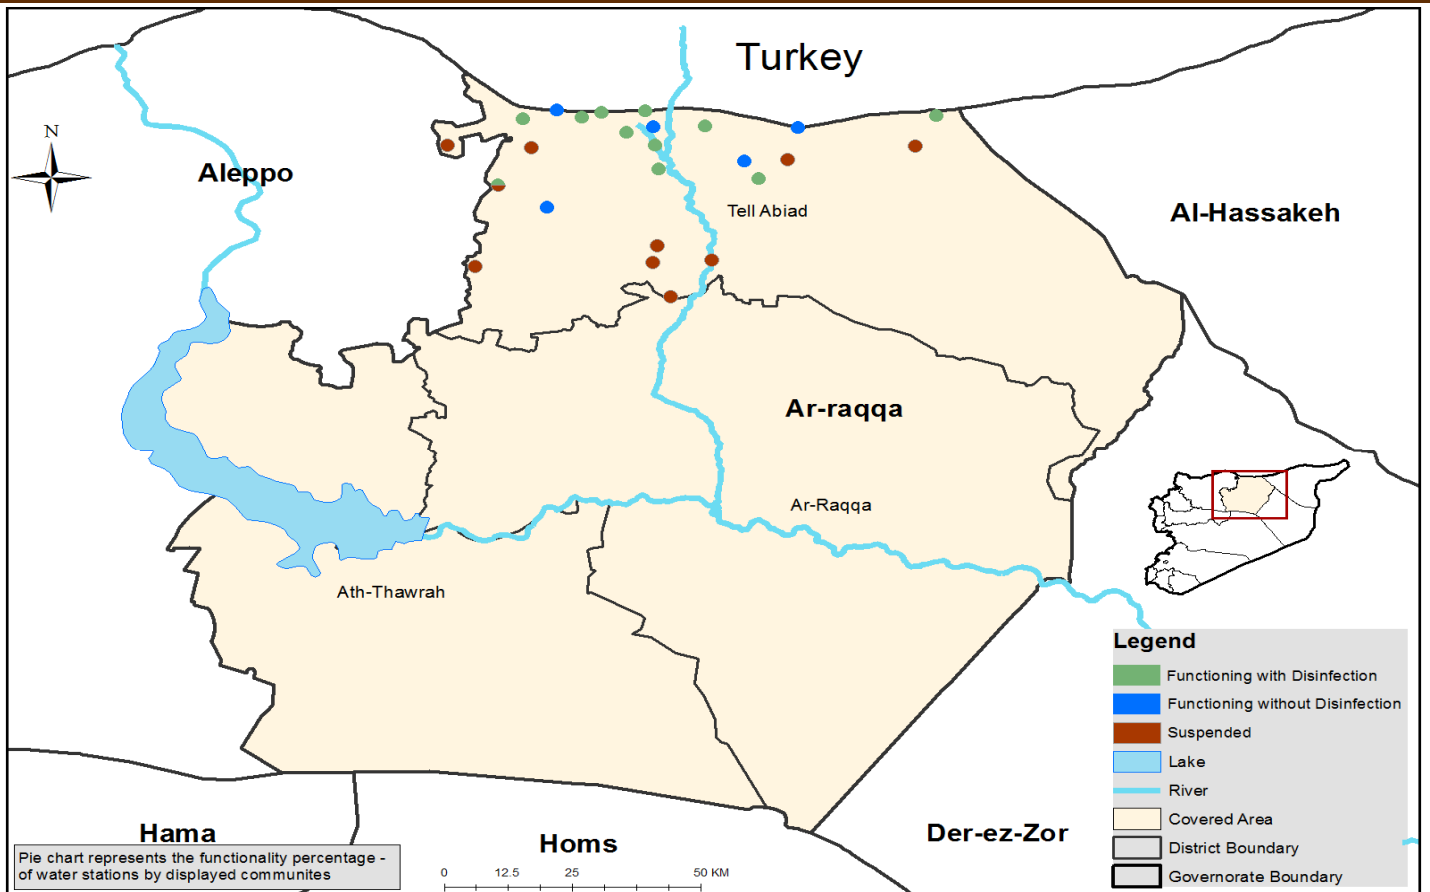 Turkey
N
Aleppo
Al-Hassakeh
Tell Abiad
Ar-raqqa
Ar-Raqqa
Ath-Thawrah
Legend
Functioning with Disinfection
Functioning without Disinfection
Suspended
Lake
River
Covered Area
District Boundary
Governorate Boundary
Hama
Homs
Der-ez-Zor
Pie chart represents the functionality percentage -
of water stations by displayed communites
0 12.5 25 50 KM